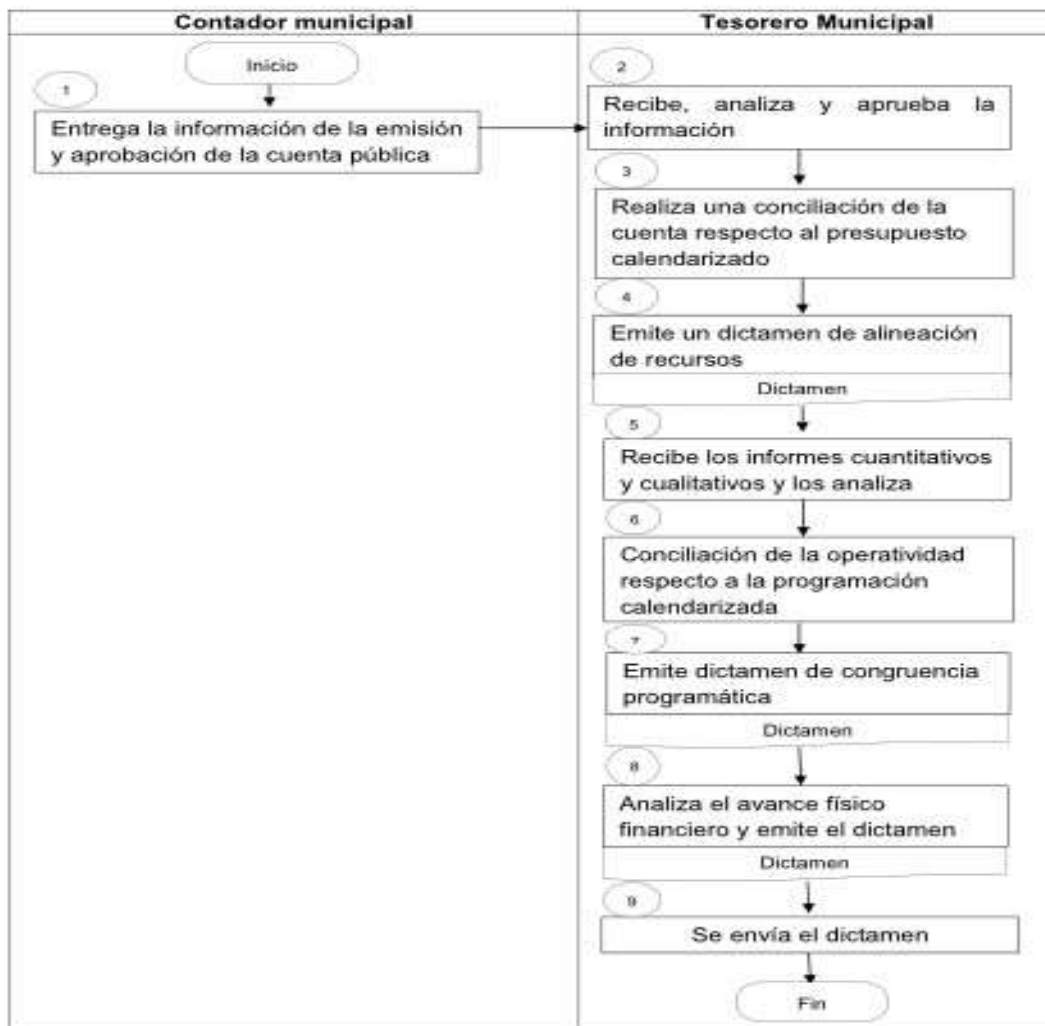 Contador municipal
Tesorero Municipal
Inicio
1
Entrega la información de la emisión
y aprobación de la cuenta pública
2
Recibe, analiza y aprueba la
información
3
Realiza una conciliación de la
cuenta respecto al presupuesto
calendarizado
4
Emite un dictamen de alineación
de recursos
Dictamen
5
Recibe los informes cuantitativos
y cualitativos y los analiza
6
Conciliación de la operatividad
respecto a la programación
calendarizada
7
Emite dictamen de congruencia
programática
Dictamen
8
Analiza el avance físico
financiero y emite el dictamen
Dictamen
9
Se envía el dictamen
Fin